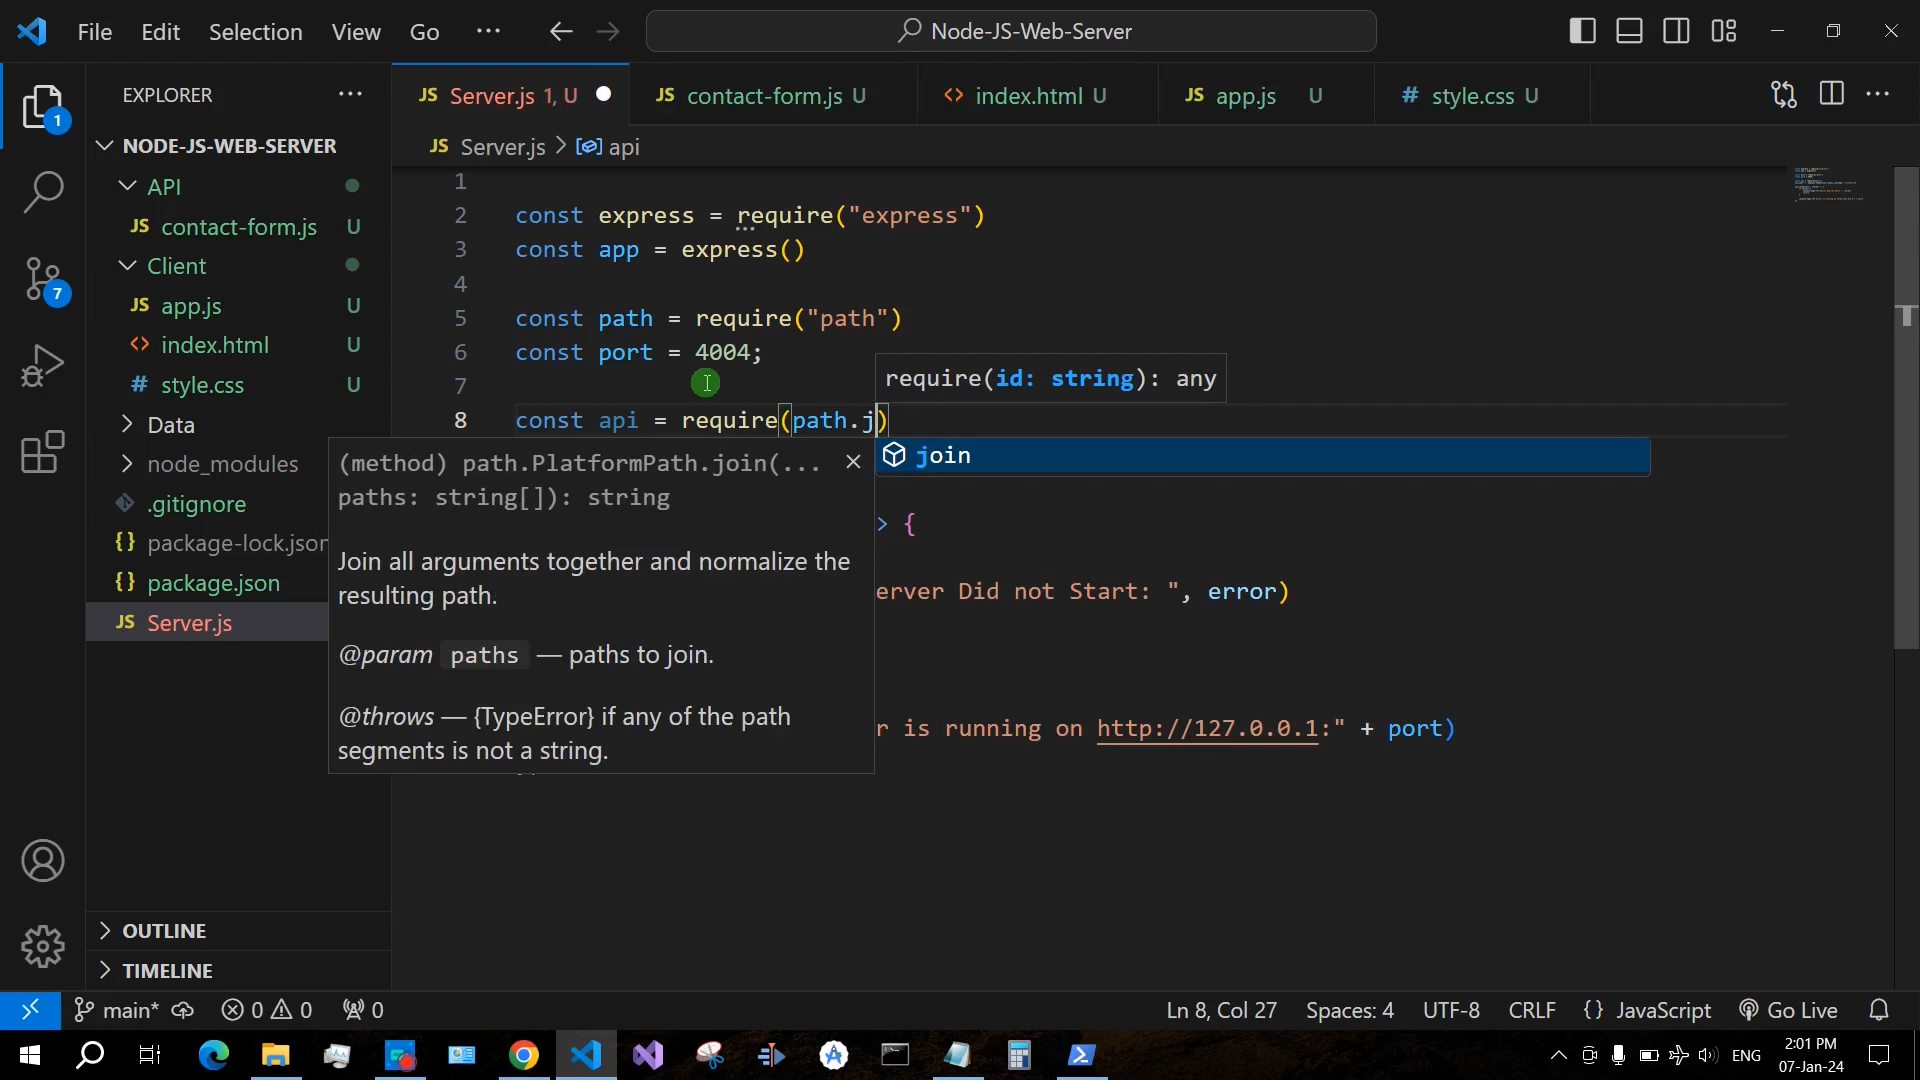 File Edit Selection View Go ···
Node-JS-Web-Server
EXPLORER ···
JS Server.js 1, U
JS contact-form.js U
<> index.html U
JS app.js U
# style.css U
JS Server.js > api
1
7
NODE-JS-WEB-SERVER
API
JS contact-form.js U
Client
JS app.js U
<> index.html U
# style.css U
Data
node_modules
.gitignore
{} package-lock.json
{} package.json
JS Server.js
OUTLINE
TIMELINE
1
2 const express = require("express")
3 const app = express()
4
5 const path = require("path")
6 const port = 4004;
7
8 const api = require(path.j)
require(id: string): any
join
(method) path.PlatformPath.join(...
paths: string[]): string
Join all arguments together and normalize the
resulting path.
@param paths — paths to join.
@throws — {TypeError} if any of the path
segments is not a string.
> {
erver Did not Start: ", error)
r is running on http://127.0.0.1:" + port)
main* 0 0 0
Ln 8, Col 27 Spaces: 4 UTF-8 CRLF {} JavaScript Go Live
ENG
2:01 PM
07-Jan-24